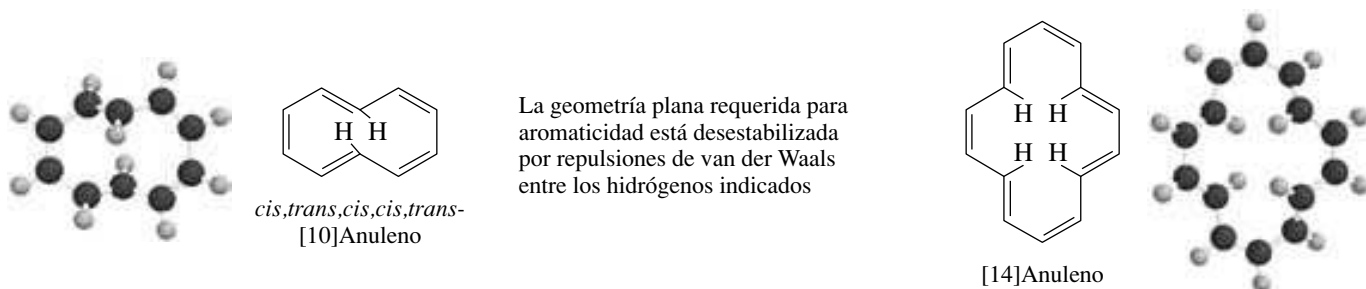 H H
cis,trans,cis,cis,trans-
[10]Anuleno
La geometría plana requerida para
aromaticidad está desestabilizada
por repulsiones de van der Waals
entre los hidrógenos indicados
H H
H H
[14]Anuleno